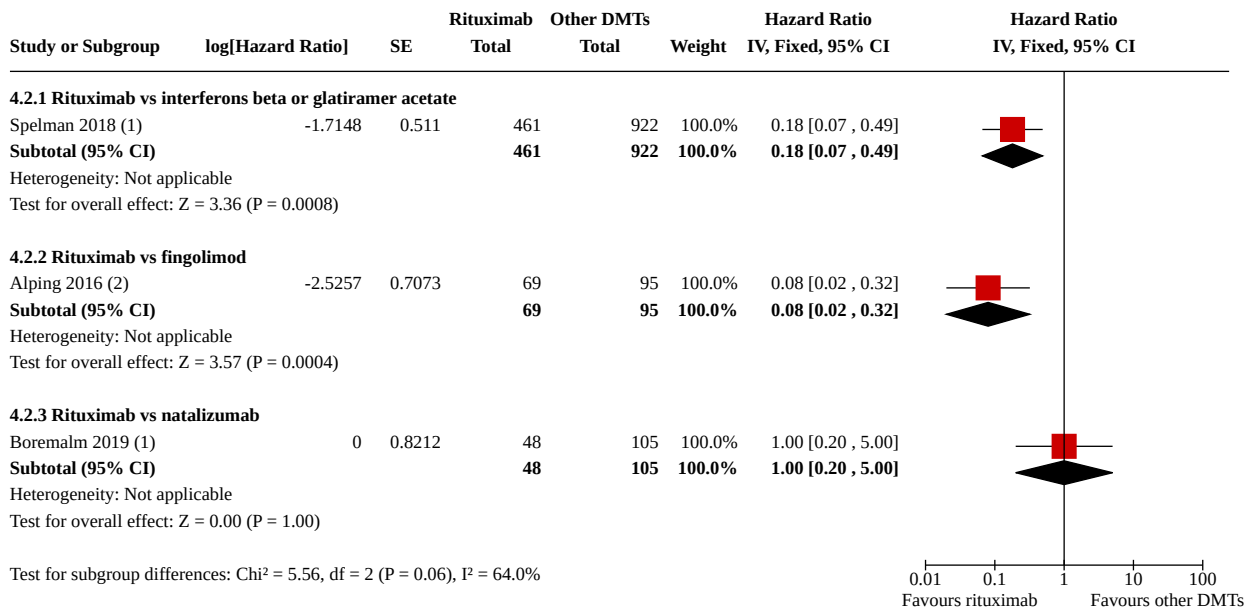 Rituximab Other DMTs Hazard Ratio Hazard Ratio
Study or Subgroup log[Hazard Ratio] SE Total Total Weight IV, Fixed, 95% CI IV, Fixed, 95% CI
4.2.1 Rituximab vs interferons beta or glatiramer acetate
Spelman 2018 (1) -1.7148 0.511 461 922 100.0% 0.18 [0.07 , 0.49]
Subtotal (95% CI) 461 922 100.0% 0.18 [0.07 , 0.49]
Heterogeneity: Not applicable
Test for overall effect: Z = 3.36 (P = 0.0008)
4.2.2 Rituximab vs fingolimod
Alping 2016 (2) -2.5257 0.7073 69 95 100.0% 0.08 [0.02 , 0.32]
Subtotal (95% CI) 69 95 100.0% 0.08 [0.02 , 0.32]
Heterogeneity: Not applicable
Test for overall effect: Z = 3.57 (P = 0.0004)
4.2.3 Rituximab vs natalizumab
Boremalm 2019 (1) 0 0.8212 48 105 100.0% 1.00 [0.20 , 5.00]
Subtotal (95% CI) 48 105 100.0% 1.00 [0.20 , 5.00]
Heterogeneity: Not applicable
Test for overall effect: Z = 0.00 (P = 1.00)
Test for subgroup differences: Chi² = 5.56, df = 2 (P = 0.06), I² = 64.0%
0.01 0.1 1 10 100
Favours rituximab Favours other DMTs